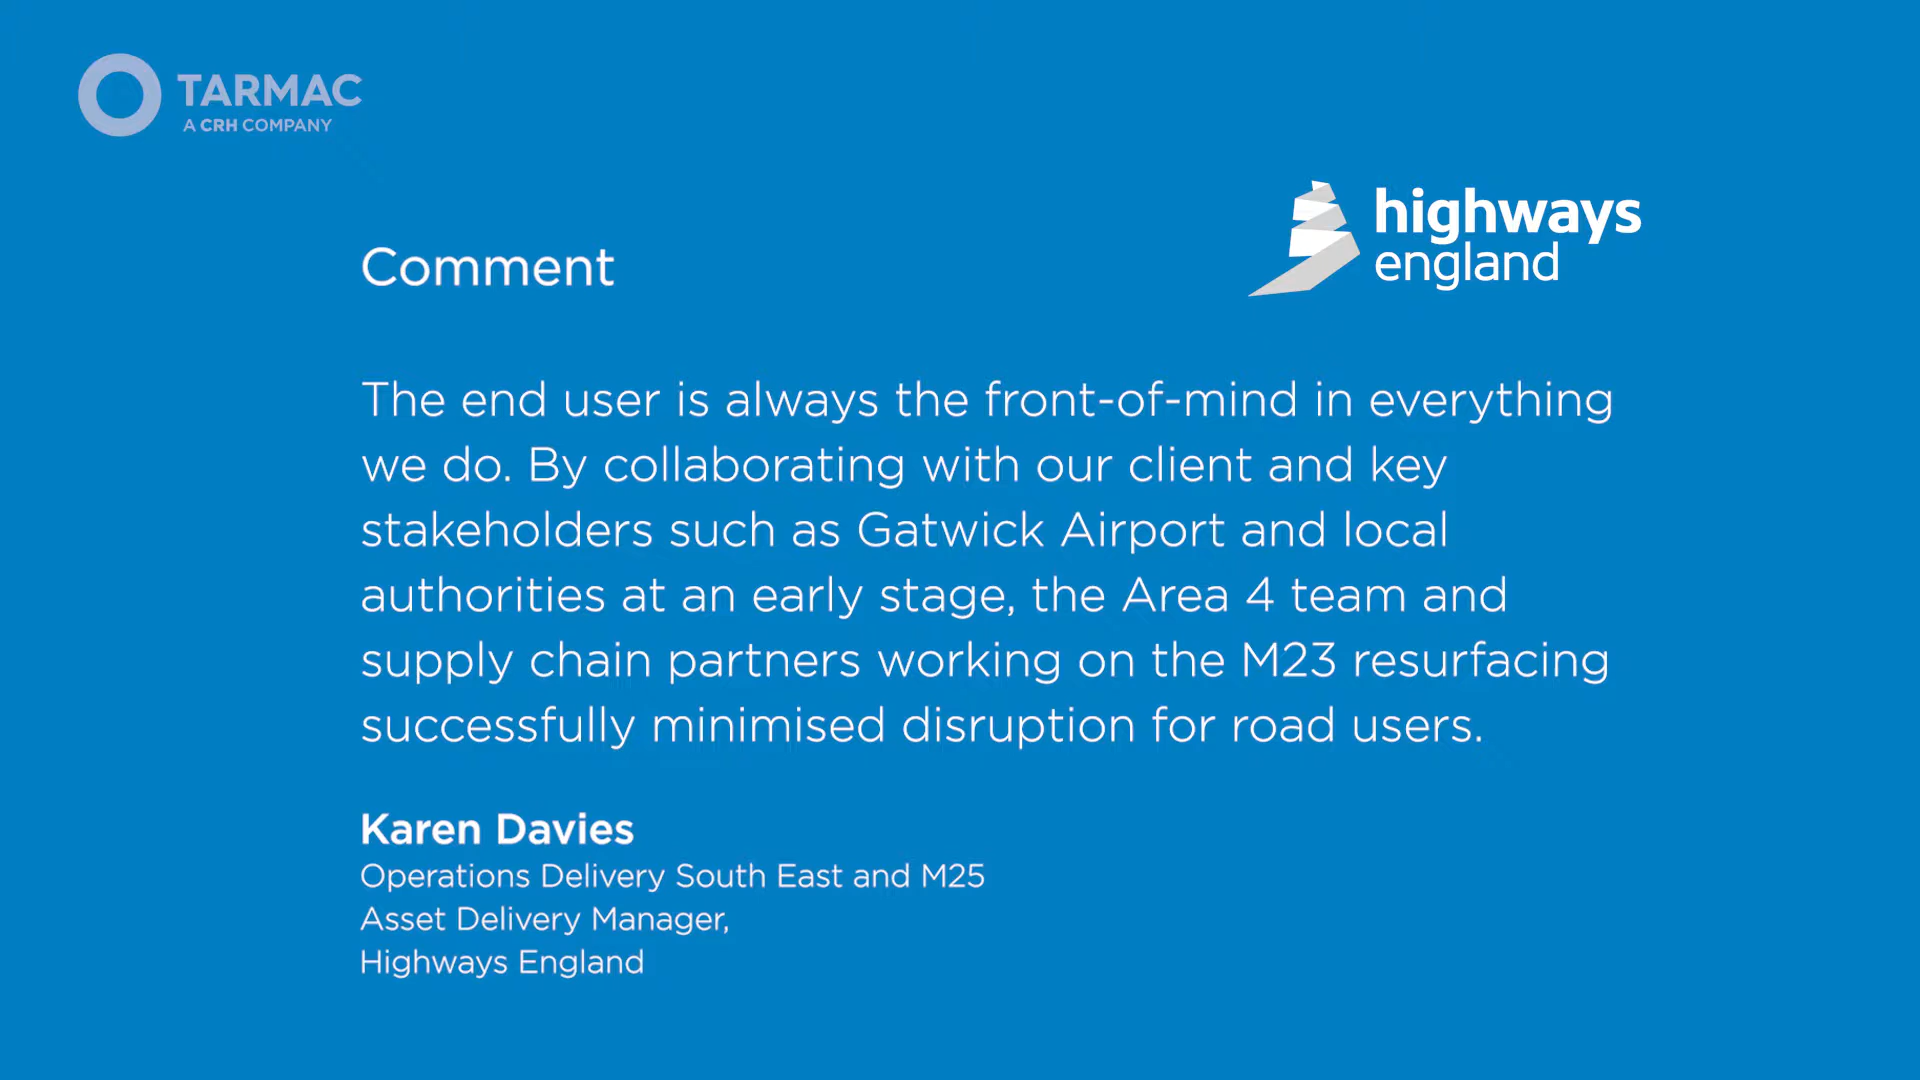 TARMAC
A CRH COMPANY
highways
england
Comment
The end user is always the front-of-mind in everything
we do. By collaborating with our client and key
stakeholders such as Gatwick Airport and local
authorities at an early stage, the Area 4 team and
supply chain partners working on the M23 resurfacing
successfully minimised disruption for road users.
Karen Davies
Operations Delivery South East and M25
Asset Delivery Manager,
Highways England